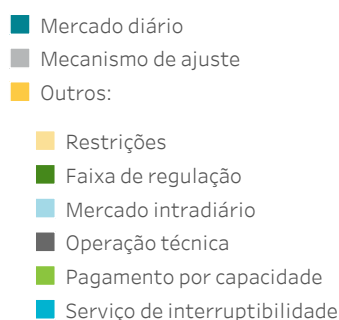 Mercado diário
Mecanismo de ajuste
Outros:
Restrições
Faixa de regulação
Mercado intradiário
Operação técnica
Pagamento por capacidade
Serviço de interruptibilidade